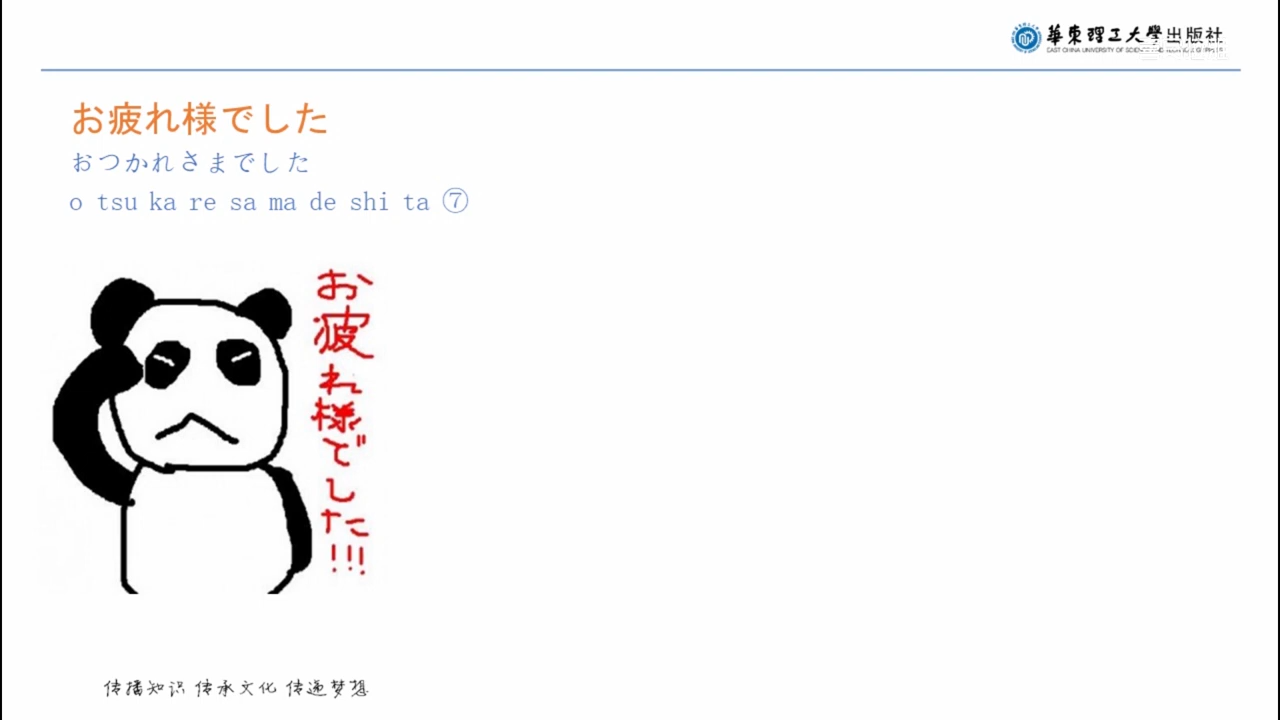 華東理工大學出版社
お疲れ様でした
おつかれさまでした
o tsu ka re sa ma de shi ta ⑦
お疲れ様でした!!!
传播知识 传承文化 传递梦想